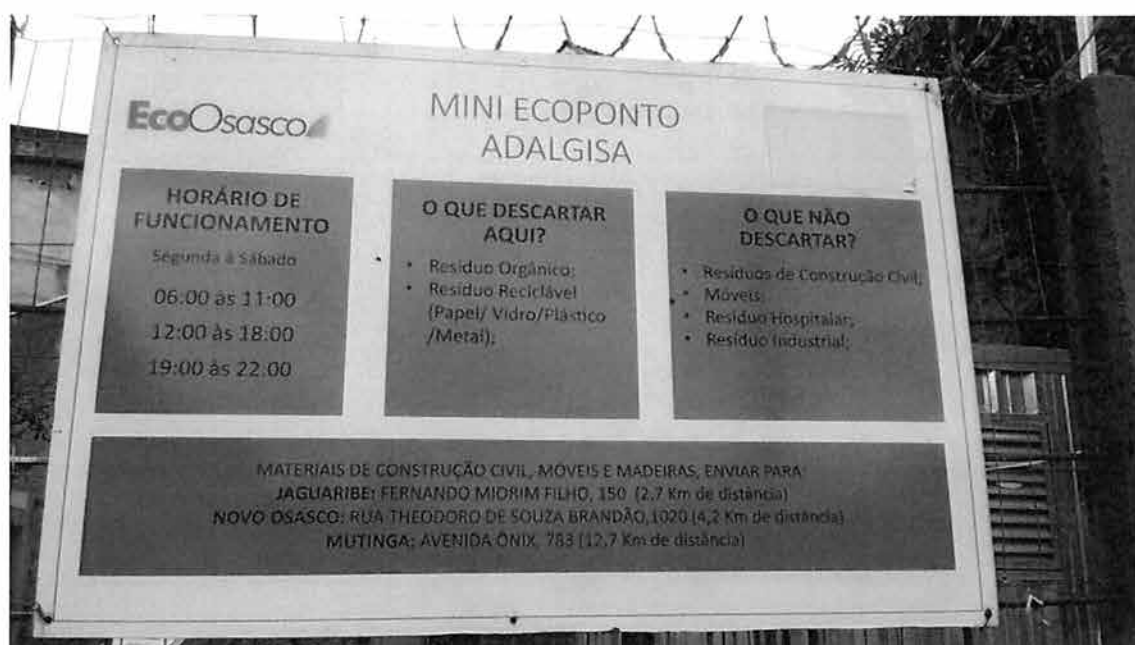 EcoOsasco
MINI ECOPONTO
ADALGISA
HORÁRIO DE
FUNCIONAMENTO
Segunda à Sábado
06:00 às 11:00
12:00 às 18:00
19:00 às 22:00
O QUE DESCARTAR
AQUI?
• Resíduo Orgânico;
• Resíduo Reciclável
(Papel/ Vidro/Plástico
/Metal);
O QUE NÃO
DESCARTAR?
• Resíduos de Construção Civil;
• Móveis;
• Resíduo Hospitalar;
• Resíduo Industrial;
MATERIAIS DE CONSTRUÇÃO CIVIL, MÓVEIS E MADEIRAS, ENVIAR PARA:
JAGUARIBE: FERNANDO MIORIM FILHO, 150 (2,7 Km de distância)
NOVO OSASCO: RUA THEODORO DE SOUZA BRANDÃO,1020 (4,2 Km de distância)
MUTINGA: AVENIDA ÔNIX, 783 (12,7 Km de distância)